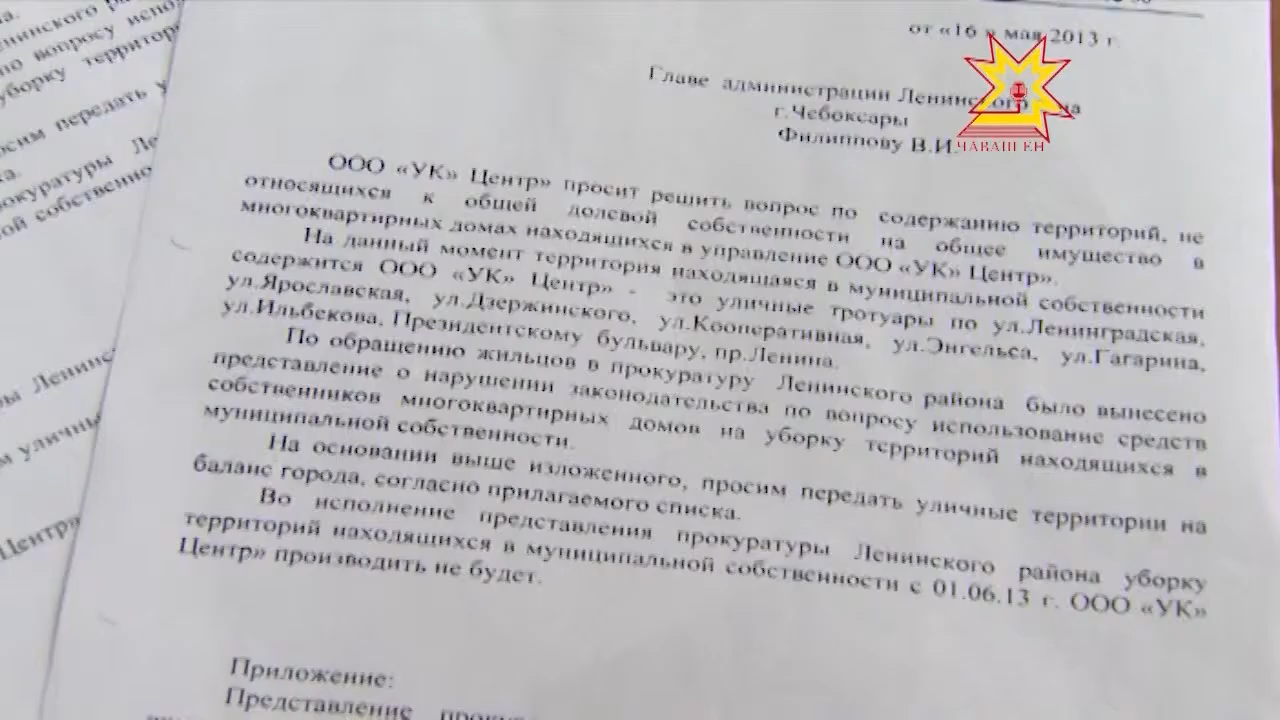 от «16 » мая 2013 г.
Главе администрации Ленинского
г.Чебоксары
Филиппову В.И.
ЧӐВАШ ЕН
ООО «УК» Центр» просит решить вопрос по содержанию территорий, не
относящихся к общей долевой собственности на общее имущество в
многоквартирных домах находящихся в управление ООО «УК» Центр».
На данный момент территория находящаяся в муниципальной собственности
содержится ООО «УК» Центр» - это уличные тротуары по ул.Ленинградская,
ул.Ярославская, ул.Дзержинского, ул.Кооперативная, ул.Энгельса, ул.Гагарина,
ул.Ильбекова, Президентскому бульвару, пр.Ленина.
По обращению жильцов в прокуратуру Ленинского района было вынесено
представление о нарушении законодательства по вопросу использование средств
собственников многоквартирных домов на уборку территорий находящихся в
муниципальной собственности.
На основании выше изложенного, просим передать уличные территории на
баланс города, согласно прилагаемого списка.
Во исполнение представления прокуратуры Ленинского района уборку
территорий находящихся в муниципальной собственности с 01.06.13 г. ООО «УК»
Центр» производить не будет.
Приложение:
Представление